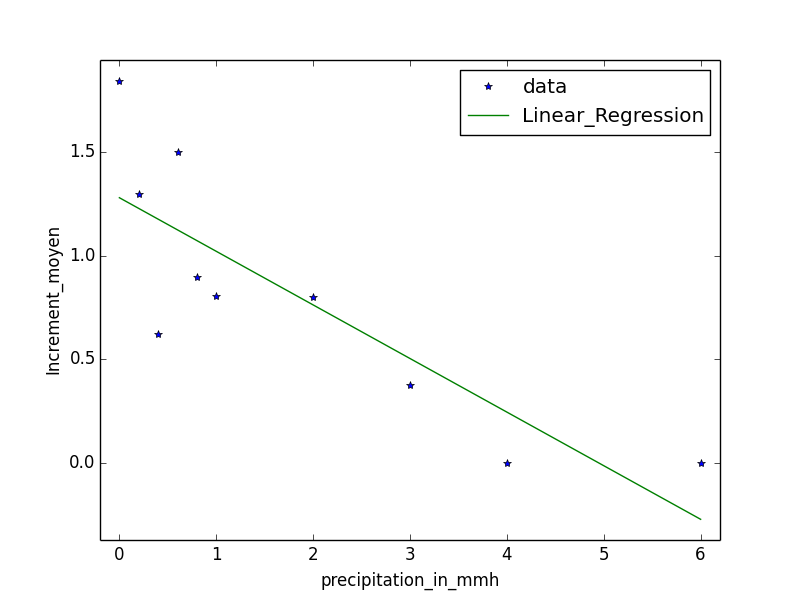 data
Linear_Regression
1.5
1.0
0.5
0.0
Increment_moyen
0 1 2 3 4 5 6
precipitation_in_mmh